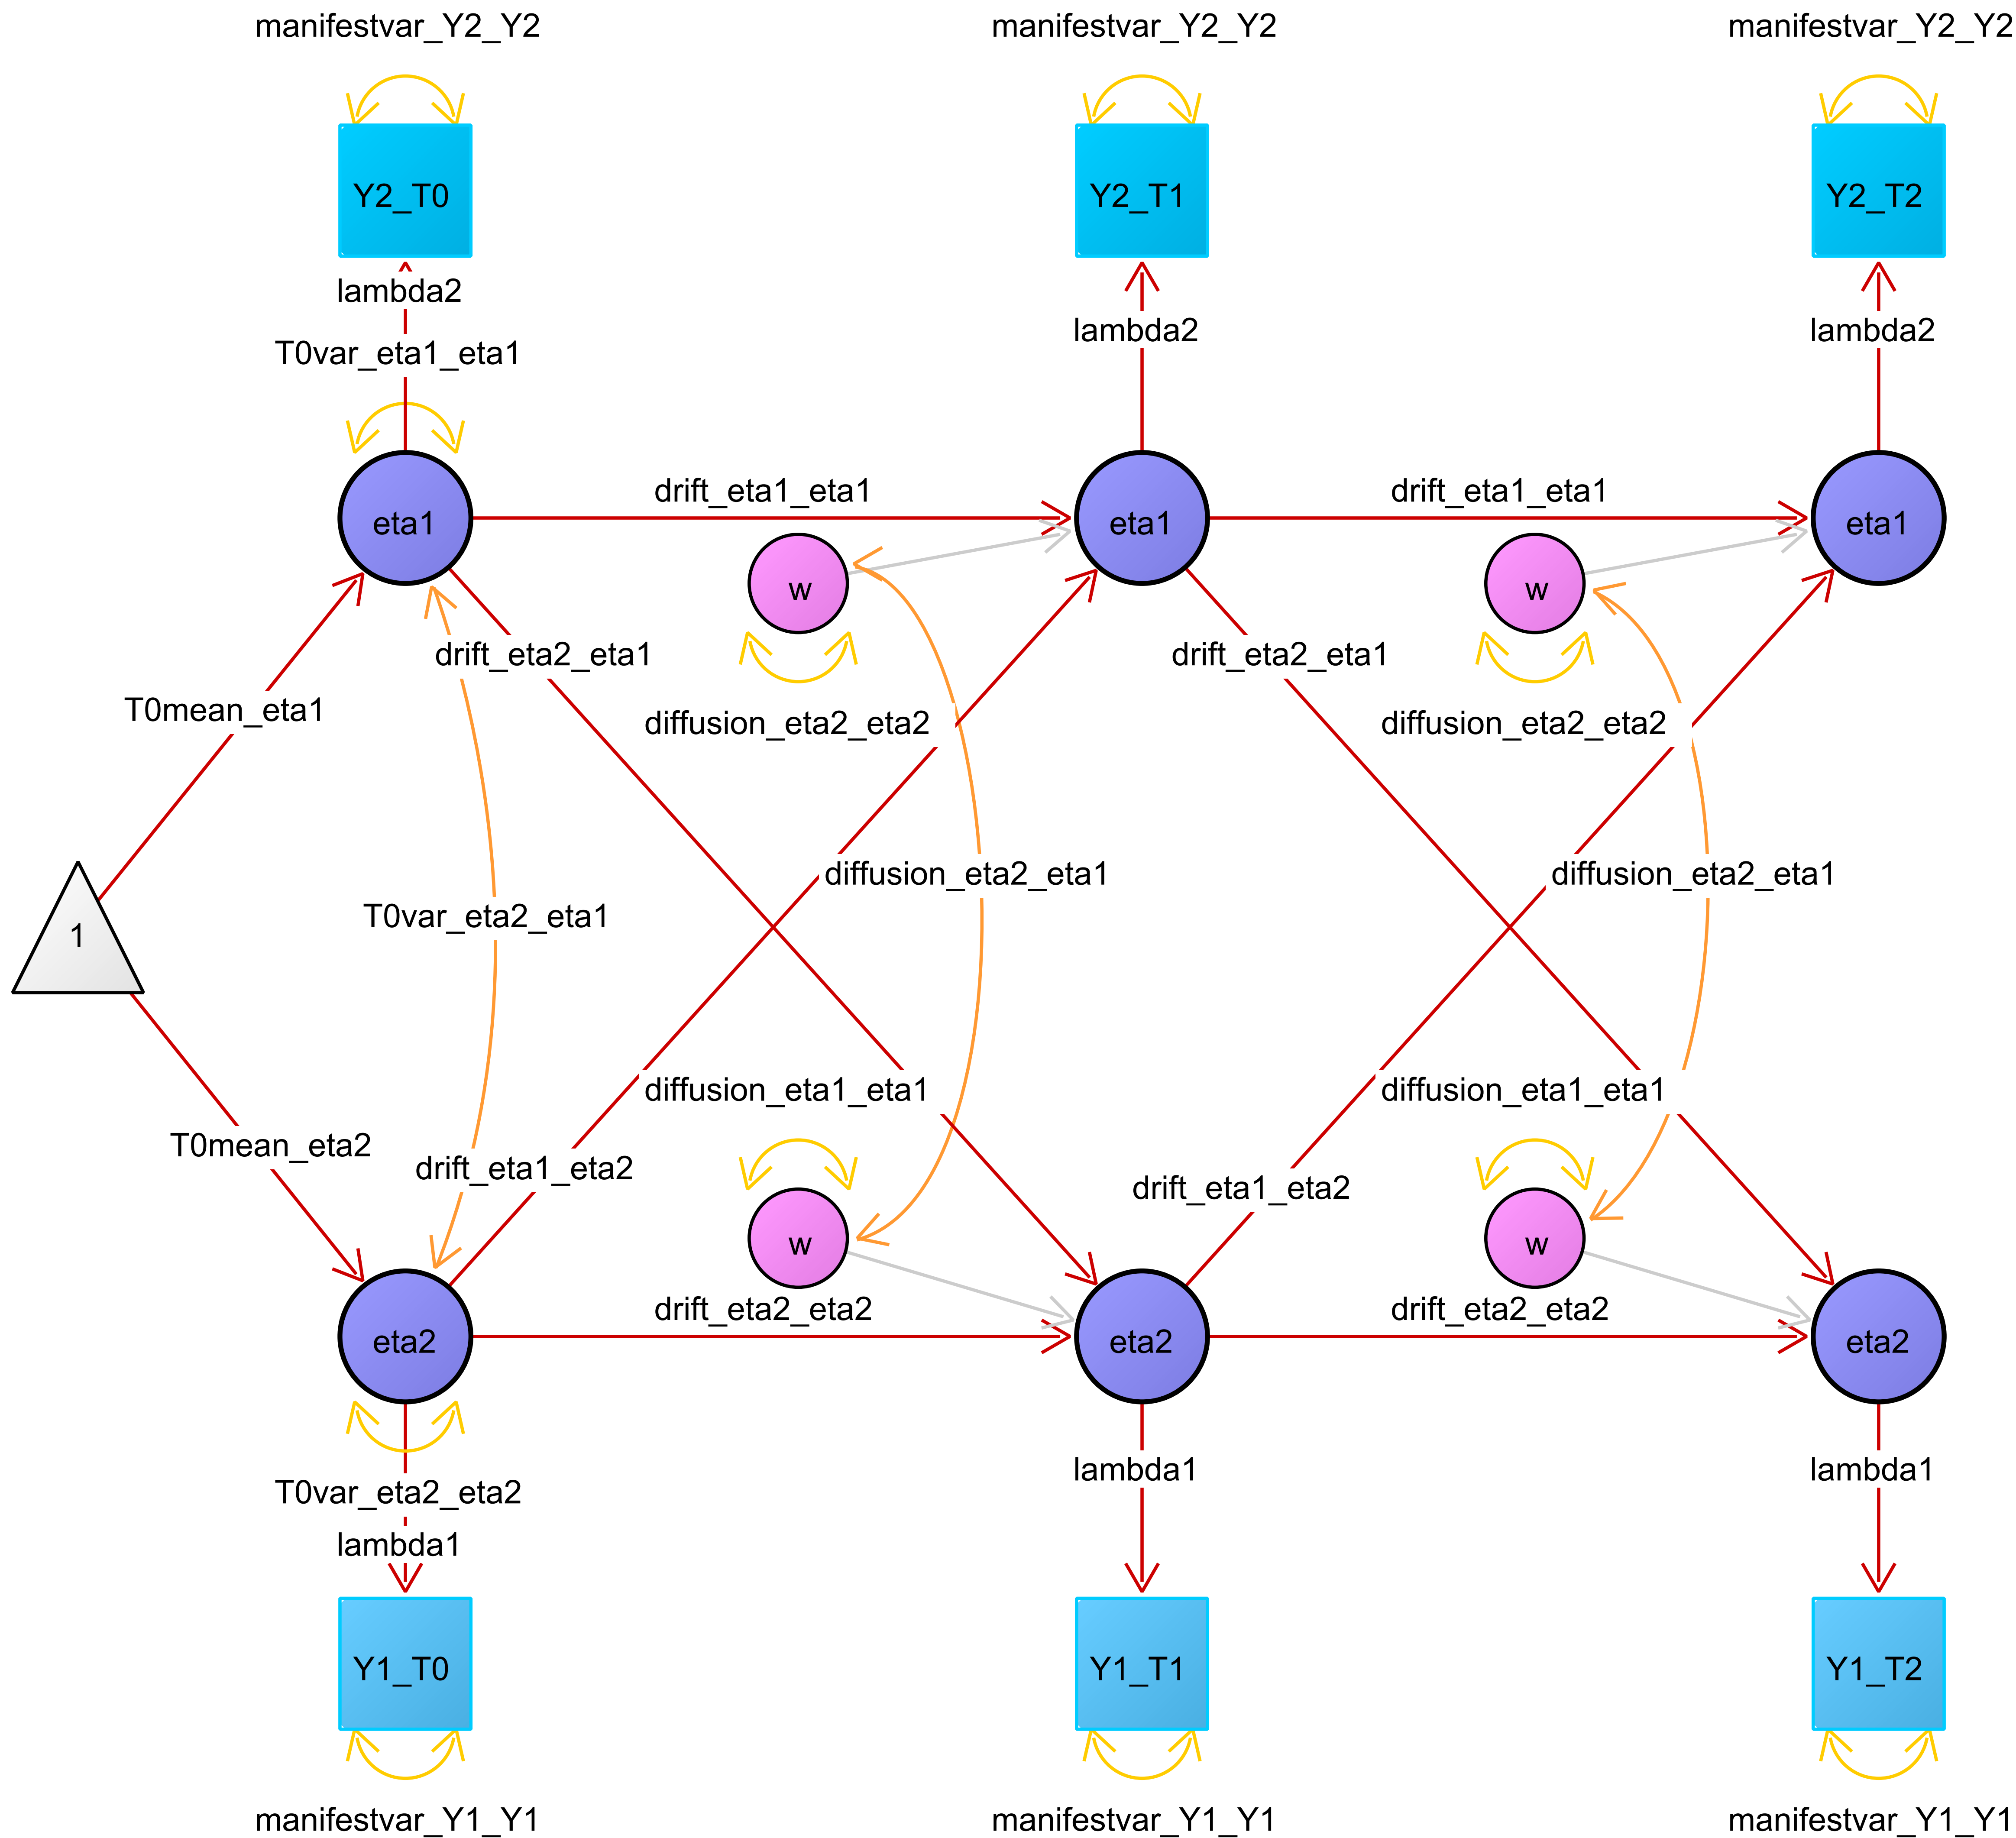 manifestvar_Y2_Y2
manifestvar_Y2_Y2
manifestvar_Y2_Y2
Y2_T0
Y2_T1
Y2_T2
lambda2
lambda2
lambda2
T0var_eta1_eta1
drift_eta1_eta1
drift_eta1_eta1
eta1
eta1
eta1
w
w
drift_eta2_eta1
drift_eta2_eta1
T0mean_eta1
diffusion_eta2_eta2
diffusion_eta2_eta2
diffusion_eta2_eta1
diffusion_eta2_eta1
T0var_eta2_eta1
1
diffusion_eta1_eta1
diffusion_eta1_eta1
T0mean_eta2
drift_eta1_eta2
drift_eta1_eta2
w
w
drift_eta2_eta2
drift_eta2_eta2
eta2
eta2
eta2
lambda1
lambda1
T0var_eta2_eta2
lambda1
Y1_T0
Y1_T1
Y1_T2
manifestvar_Y1_Y1
manifestvar_Y1_Y1
manifestvar_Y1_Y1